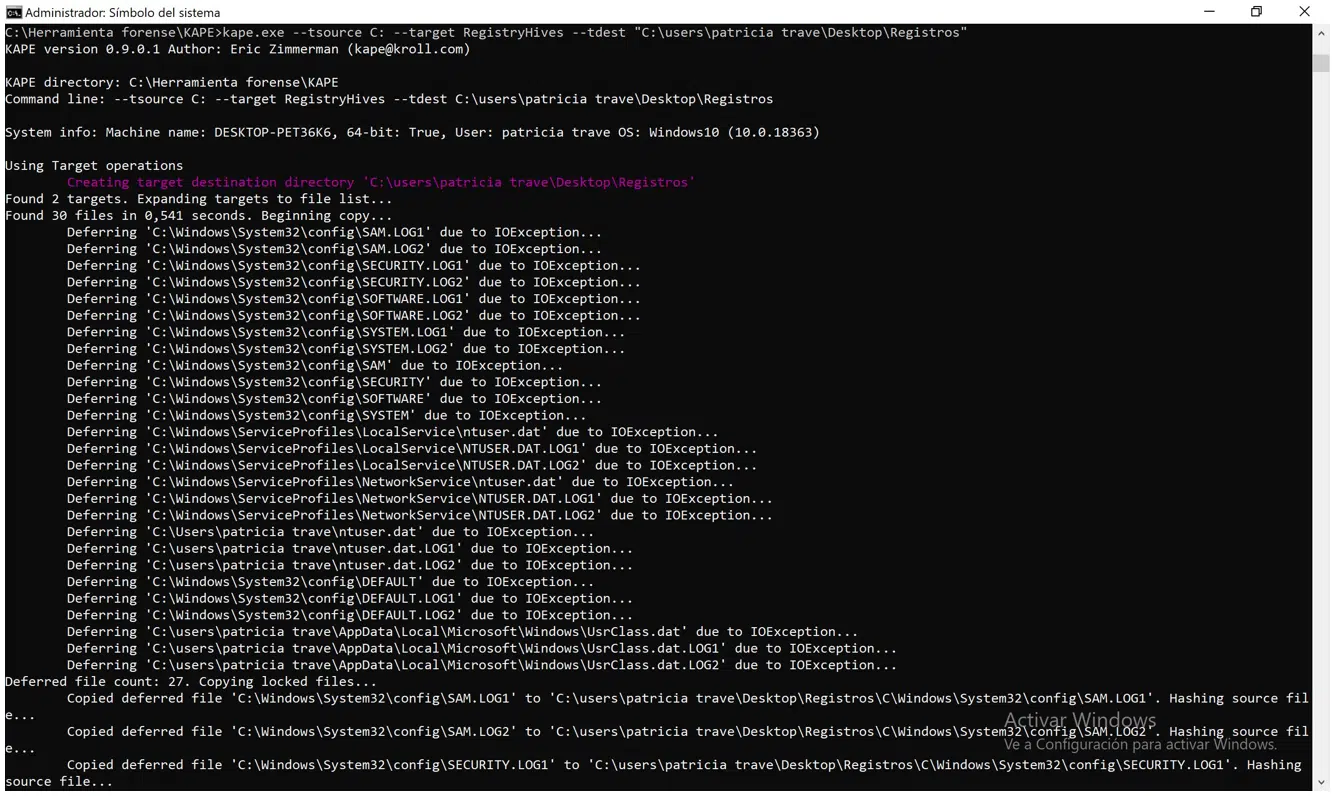 Administrador: Símbolo del sistema
C:\Herramienta forense\KAPE>kape.exe --tsource C: --target RegistryHives --tdest "C:\users\patricia trave\Desktop\Registros"
KAPE version 0.9.0.1 Author: Eric Zimmerman (kape@kroll.com)
KAPE directory: C:\Herramienta forense\KAPE
Command line: --tsource C: --target RegistryHives --tdest C:\users\patricia trave\Desktop\Registros
System info: Machine name: DESKTOP-PET36K6, 64-bit: True, User: patricia trave OS: Windows10 (10.0.18363)
Using Target operations
Creating target destination directory 'C:\users\patricia trave\Desktop\Registros'
Found 2 targets. Expanding targets to file list...
Found 30 files in 0,541 seconds. Beginning copy...
Deferring 'C:\Windows\System32\config\SAM.LOG1' due to IOException...
Deferring 'C:\Windows\System32\config\SAM.LOG2' due to IOException...
Deferring 'C:\Windows\System32\config\SECURITY.LOG1' due to IOException...
Deferring 'C:\Windows\System32\config\SECURITY.LOG2' due to IOException...
Deferring 'C:\Windows\System32\config\SOFTWARE.LOG1' due to IOException...
Deferring 'C:\Windows\System32\config\SOFTWARE.LOG2' due to IOException...
Deferring 'C:\Windows\System32\config\SYSTEM.LOG1' due to IOException...
Deferring 'C:\Windows\System32\config\SYSTEM.LOG2' due to IOException...
Deferring 'C:\Windows\System32\config\SAM' due to IOException...
Deferring 'C:\Windows\System32\config\SECURITY' due to IOException...
Deferring 'C:\Windows\System32\config\SOFTWARE' due to IOException...
Deferring 'C:\Windows\System32\config\SYSTEM' due to IOException...
Deferring 'C:\Windows\ServiceProfiles\LocalService\ntuser.dat' due to IOException...
Deferring 'C:\Windows\ServiceProfiles\LocalService\NTUSER.DAT.LOG1' due to IOException...
Deferring 'C:\Windows\ServiceProfiles\LocalService\NTUSER.DAT.LOG2' due to IOException...
Deferring 'C:\Windows\ServiceProfiles\NetworkService\ntuser.dat' due to IOException...
Deferring 'C:\Windows\ServiceProfiles\NetworkService\NTUSER.DAT.LOG1' due to IOException...
Deferring 'C:\Windows\ServiceProfiles\NetworkService\NTUSER.DAT.LOG2' due to IOException...
Deferring 'C:\Users\patricia trave\ntuser.dat' due to IOException...
Deferring 'C:\users\patricia trave\ntuser.dat.LOG1' due to IOException...
Deferring 'C:\users\patricia trave\ntuser.dat.LOG2' due to IOException...
Deferring 'C:\Windows\System32\config\DEFAULT' due to IOException...
Deferring 'C:\Windows\System32\config\DEFAULT.LOG1' due to IOException...
Deferring 'C:\Windows\System32\config\DEFAULT.LOG2' due to IOException...
Deferring 'C:\users\patricia trave\AppData\Local\Microsoft\Windows\UsrClass.dat' due to IOException...
Deferring 'C:\users\patricia trave\AppData\Local\Microsoft\Windows\UsrClass.dat.LOG1' due to IOException...
Deferring 'C:\users\patricia trave\AppData\Local\Microsoft\Windows\UsrClass.dat.LOG2' due to IOException...
Deferred file count: 27. Copying locked files...
Copied deferred file 'C:\Windows\System32\config\SAM.LOG1' to 'C:\users\patricia trave\Desktop\Registros\C\Windows\System32\config\SAM.LOG1'. Hashing source fil
e...
Copied deferred file 'C:\Windows\System32\config\SAM.LOG2' to 'C:\users\patricia trave\Desktop\Registros\C\Windows\System32\config\SAM.LOG2'. Hashing source fil
e...
Copied deferred file 'C:\Windows\System32\config\SECURITY.LOG1' to 'C:\users\patricia trave\Desktop\Registros\C\Windows\System32\config\SECURITY.LOG1'. Hashing
source file...
Activar Windows
Ve a Configuración para activar Windows.